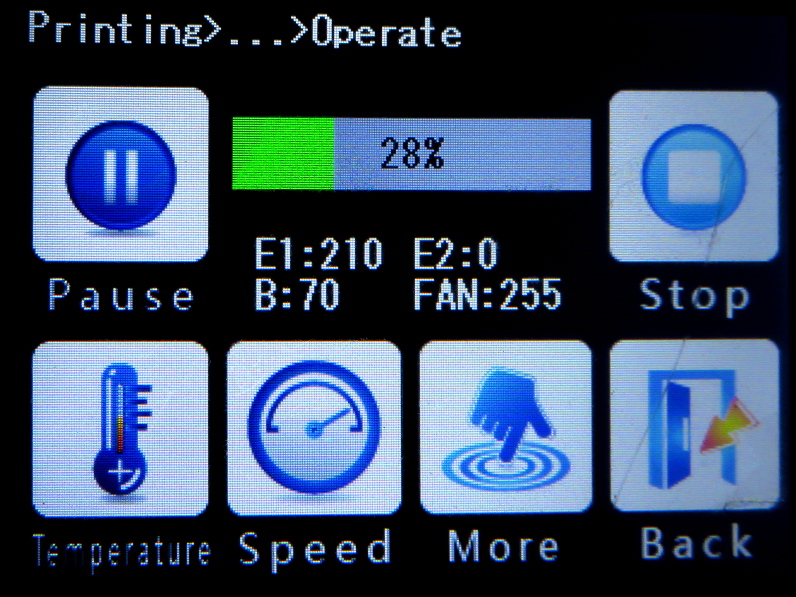 Printing>...>Operate
28%
E1:210 E2:0
B:70 FAN:255
Pause
Stop
Temperature
Speed
More
Back